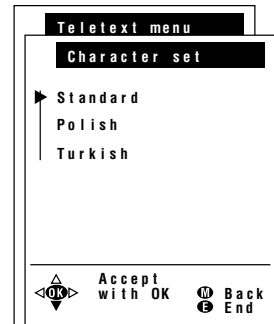 Teletext menu
Character set
Standard
Polish
Turkish
Accept
OK with OK M Back
E End